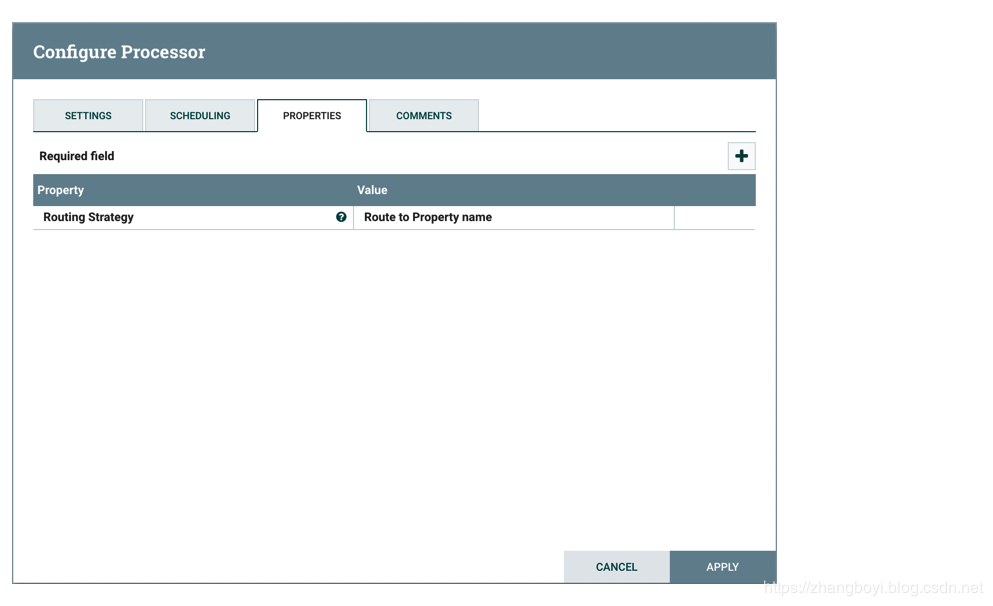 Configure Processor
SETTINGS SCHEDULING PROPERTIES COMMENTS
Required field
Property Value
Routing Strategy Route to Property name
CANCEL APPLY
https://zhangboyi.blog.csdn.net